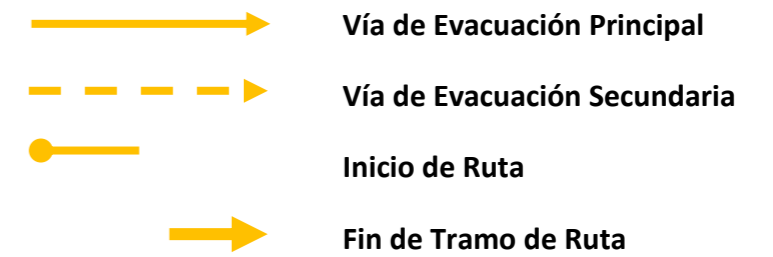 Vía de Evacuación Principal
Vía de Evacuación Secundaria
Inicio de Ruta
Fin de Tramo de Ruta